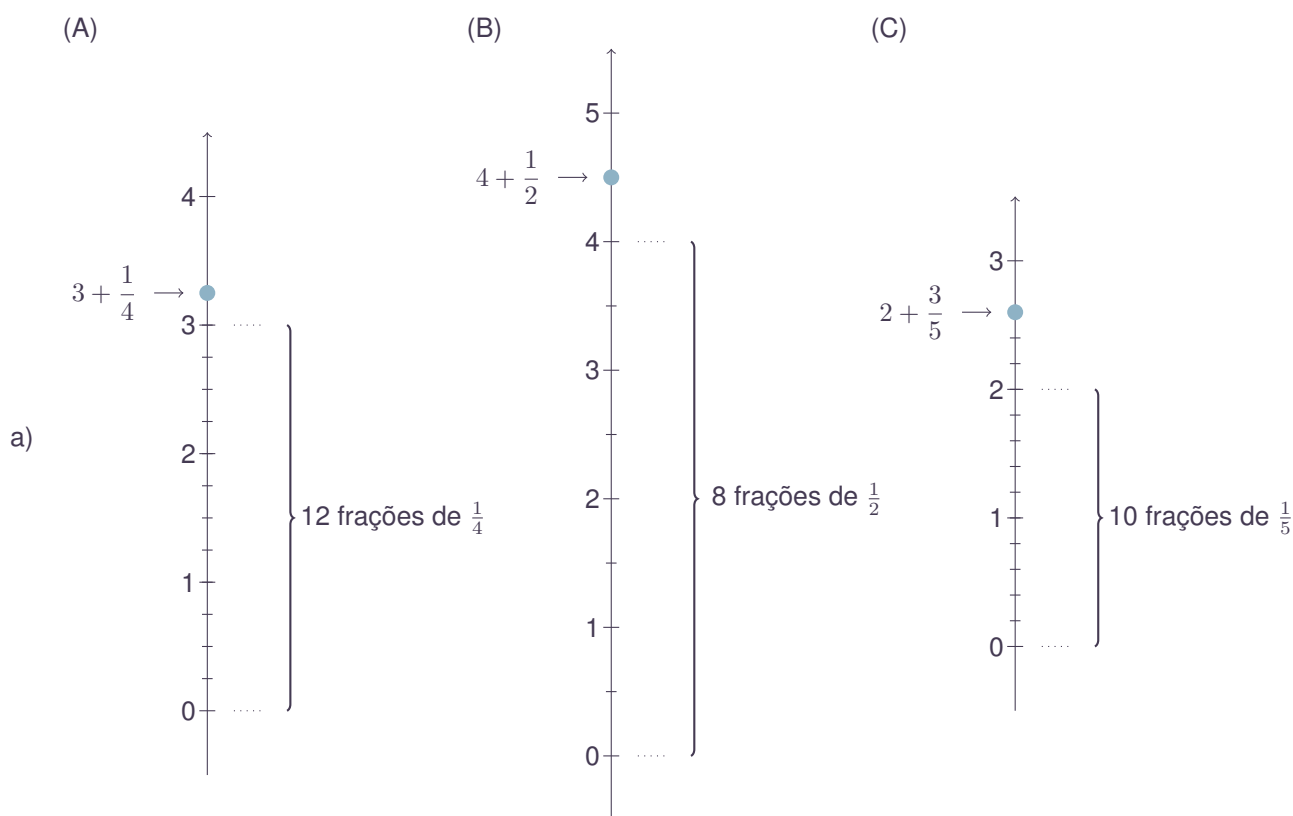 (A) (B) (C)
a)
4
3 + 1/4 →
3
12 frações de 1/4
2
1
0
5
4 + 1/2 →
4
3
8 frações de 1/2
2
1
0
3
2 + 3/5 →
2
10 frações de 1/5
1
0